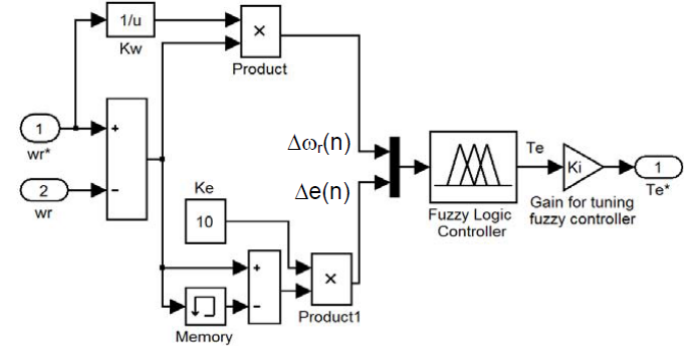 1/u
Kw
×
Product
1
wr*
+
−
2
wr
Δωr(n)
Δe(n)
Te
Fuzzy Logic
Controller
Ki
Gain for tuning
fuzzy controller
1
Te*
Ke
10
+
−
×
Product1
Memory